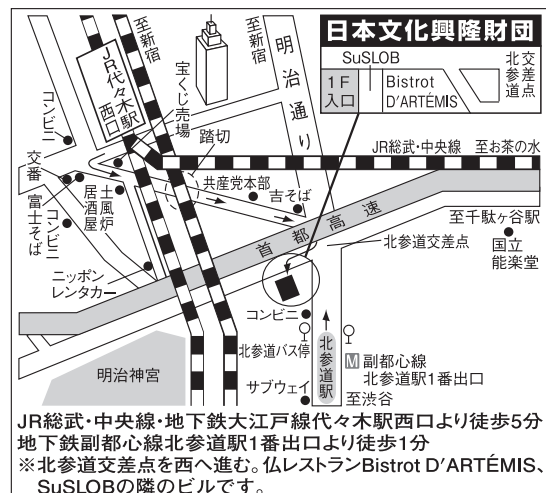 日本文化興隆財団
SuSLOB
1F
入口
Bistrot
D'ARTÉMIS
北参道
交差点
至新宿
JR代々木駅
西口
至新宿
宝くじ売場
至新宿
明治通り
踏切
コンビニ
交番
富士そば
コンビニ
居酒屋
土風炉
JR総武・中央線 至お茶の水
共産党本部
吉そば
首都高速
至千駄ヶ谷駅
国立
能楽堂
北参道交差点
ニッポン
レンタカー
コンビニ
北参道バス停
北参道駅
M 副都心線
北参道駅1番出口
明治神宮
サブウェイ
至渋谷
JR総武・中央線・地下鉄大江戸線代々木駅西口より徒歩5分
地下鉄副都心線北参道駅1番出口より徒歩1分
※北参道交差点を西へ進む。仏レストランBistrot D'ARTÉMIS、
SuSLOBの隣のビルです。